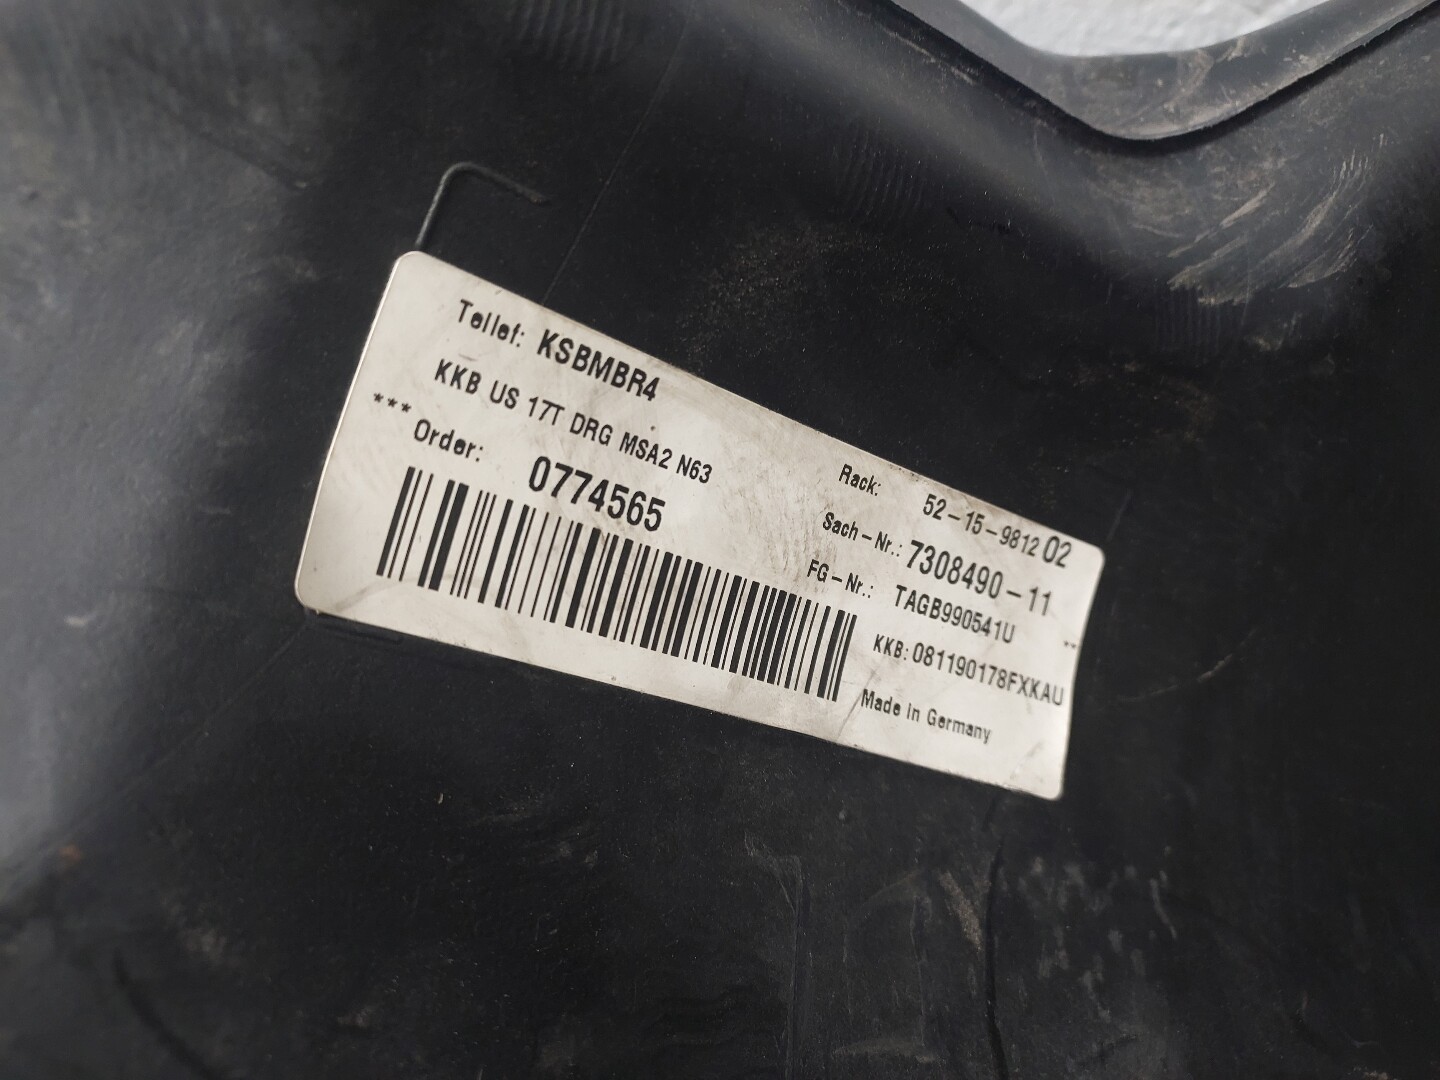 Tellef: KSBMBR4
KKB US 17T DRG MSA2 N63
*** Order: 0774565
Rack: 52-15-9812 02
Sach-Nr.: 7308490-11
FG-Nr.: TAGB990541U **
KKB: 081190178FXKAU
Made in Germany